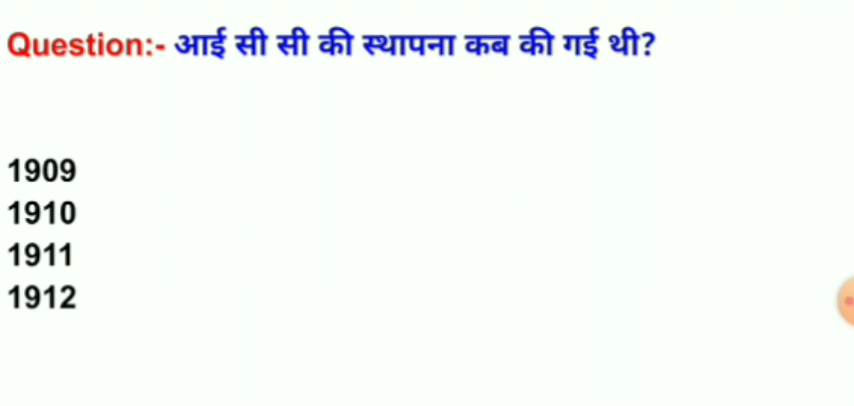 Question:- आई सी सी की स्थापना कब की गई थी?
1909
1910
1911
1912